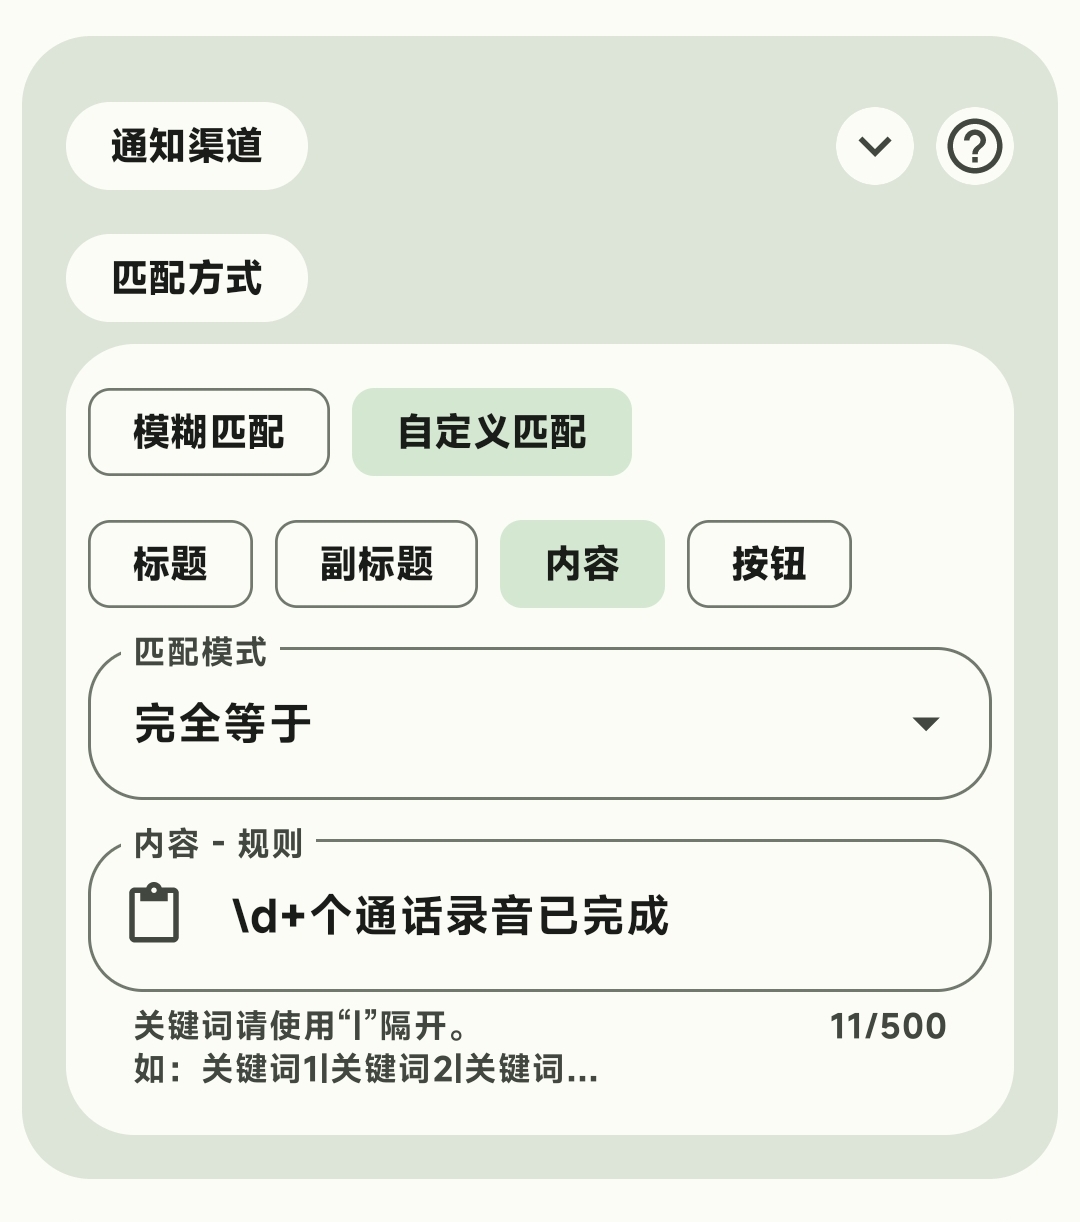 通知渠道
匹配方式
模糊匹配 自定义匹配
标题 副标题 内容 按钮
匹配模式
完全等于
内容 - 规则
\d+个通话录音已完成
关键词请使用“|”隔开。 11/500
如：关键词1|关键词2|关键词...